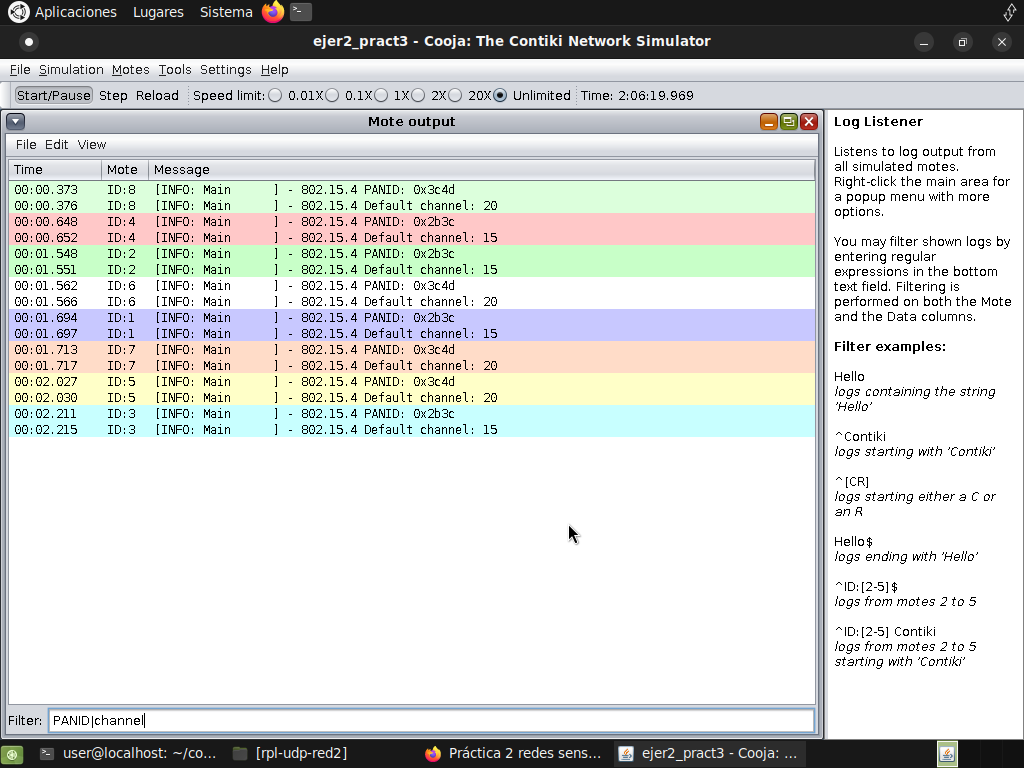 Aplicaciones Lugares Sistema
ejer2_pract3 - Cooja: The Contiki Network Simulator
File Simulation Motes Tools Settings Help
Start/Pause Step Reload Speed limit: 0.01X 0.1X 1X 2X 20X Unlimited Time: 2:06:19.969
Mote output
File Edit View
Time Mote Message
00:00.373 ID:8 [INFO: Main ] - 802.15.4 PANID: 0x3c4d
00:00.376 ID:8 [INFO: Main ] - 802.15.4 Default channel: 20
00:00.648 ID:4 [INFO: Main ] - 802.15.4 PANID: 0x2b3c
00:00.652 ID:4 [INFO: Main ] - 802.15.4 Default channel: 15
00:01.548 ID:2 [INFO: Main ] - 802.15.4 PANID: 0x2b3c
00:01.551 ID:2 [INFO: Main ] - 802.15.4 Default channel: 15
00:01.562 ID:6 [INFO: Main ] - 802.15.4 PANID: 0x3c4d
00:01.566 ID:6 [INFO: Main ] - 802.15.4 Default channel: 20
00:01.694 ID:1 [INFO: Main ] - 802.15.4 PANID: 0x2b3c
00:01.697 ID:1 [INFO: Main ] - 802.15.4 Default channel: 15
00:01.713 ID:7 [INFO: Main ] - 802.15.4 PANID: 0x3c4d
00:01.717 ID:7 [INFO: Main ] - 802.15.4 Default channel: 20
00:02.027 ID:5 [INFO: Main ] - 802.15.4 PANID: 0x3c4d
00:02.030 ID:5 [INFO: Main ] - 802.15.4 Default channel: 20
00:02.211 ID:3 [INFO: Main ] - 802.15.4 PANID: 0x2b3c
00:02.215 ID:3 [INFO: Main ] - 802.15.4 Default channel: 15
Filter: PANID|channel
Log Listener
Listens to log output from
all simulated motes.
Right-click the main area for
a popup menu with more
options.
You may filter shown logs by
entering regular
expressions in the bottom
text field. Filtering is
performed on both the Mote
and the Data columns.
Filter examples:
Hello
logs containing the string
'Hello'
^Contiki
logs starting with 'Contiki'
^[CR]
logs starting either a C or
an R
Hello$
logs ending with 'Hello'
^ID:[2-5]$
logs from motes 2 to 5
^ID:[2-5] Contiki
logs from motes 2 to 5
starting with 'Contiki'
user@localhost: ~/co... [rpl-udp-red2] Práctica 2 redes sens... ejer2_pract3 - Cooja: ...